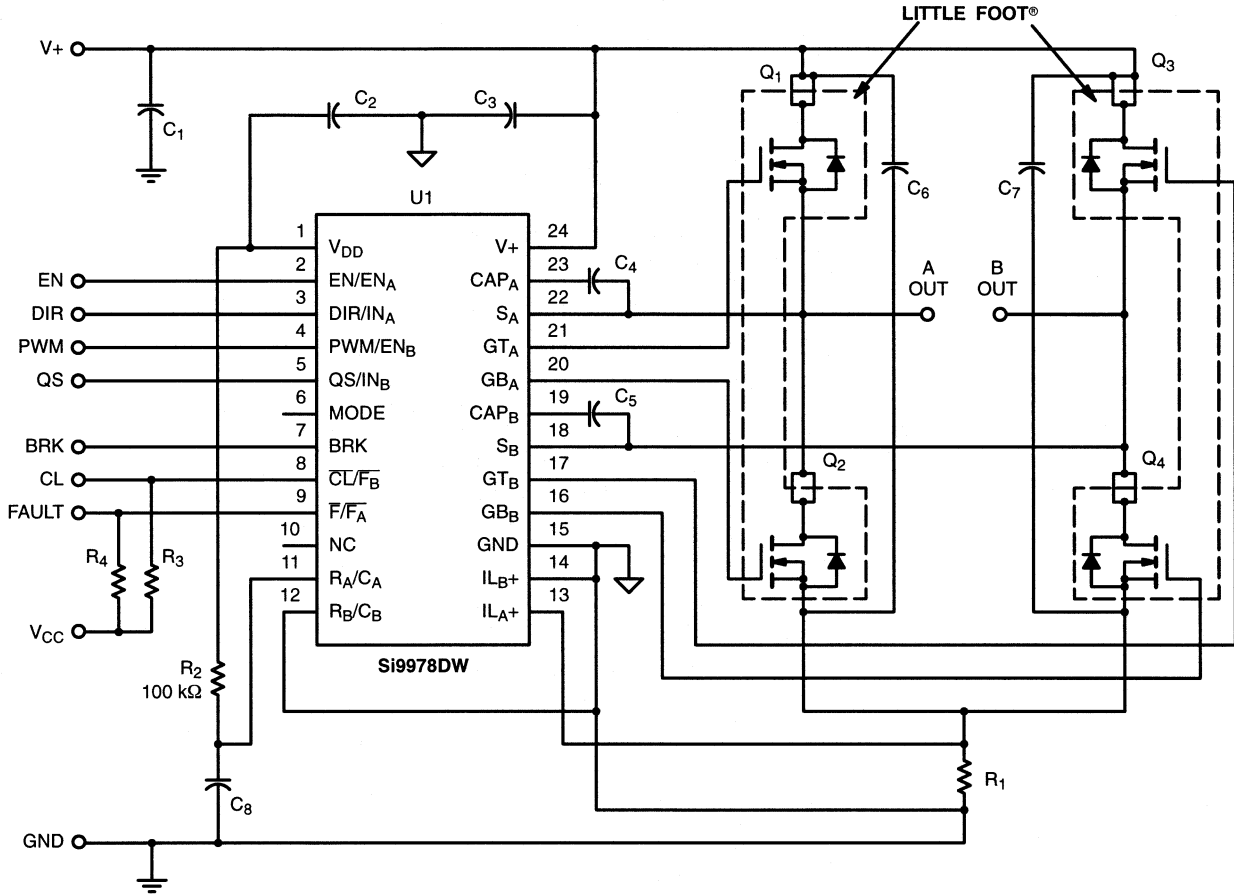 LITTLE FOOT®
V+
Q1
Q3
C2
C3
C1
C6
C7
U1
1
VDD
V+
24
2
EN
EN/ENA
CAPA
23
C4
A
OUT
B
OUT
3
DIR
DIR/INA
SA
22
4
PWM
PWM/ENB
GTA
21
5
QS
QS/INB
GBA
20
6
MODE
CAPB
19
C5
7
BRK
BRK
SB
18
Q2
Q4
8
CL
CL/FB
GTB
17
9
FAULT
F/FA
GBB
16
10
NC
GND
15
R4
R3
11
RA/CA
ILB+
14
12
RB/CB
ILA+
13
VCC
Si9978DW
R2
100 kΩ
R1
C8
GND